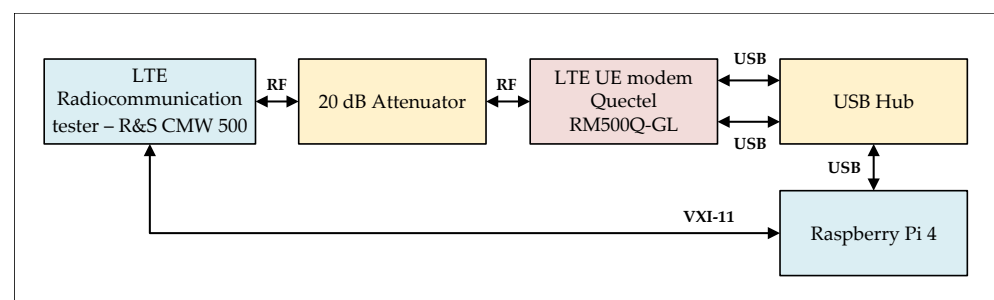 LTE
Radiocommunication
tester – R&S CMW 500
RF
20 dB Attenuator
RF
LTE UE modem
Quectel
RM500Q-GL
USB
USB
USB Hub
USB
VXI-11
Raspberry Pi 4